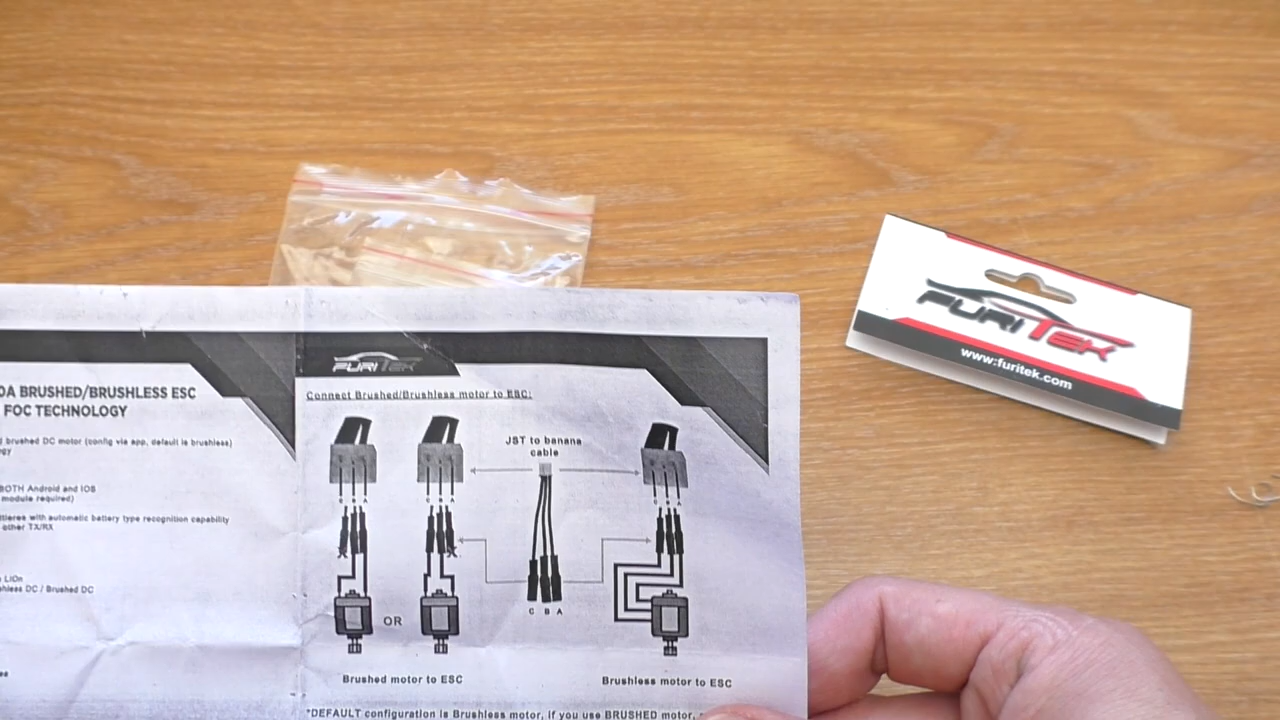 FURITEK
www.furitek.com
0A BRUSHED/BRUSHLESS ESC
FOC TECHNOLOGY
brushed DC motor (config via app, default is brushless)
BOTH Android and IOS
module required)
with automatic battery type recognition capability
other TX/RX
LiOn
hless DC / Brushed DC
FURITEK
Connect Brushed/Brushless motor to ESC:
JST to banana
cable
C B A
C B A
C B A
C B A
OR
Brushed motor to ESC
Brushless motor to ESC
*DEFAULT configuration is Brushless motor, if you use BRUSHED motor,